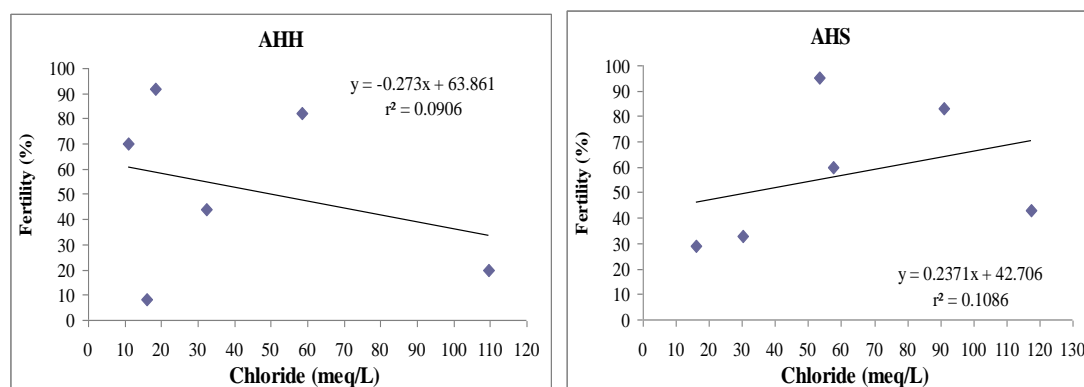 AHH
y = -0.273x + 63.861
r² = 0.0906
Fertility (%)
100
90
80
70
60
50
40
30
20
10
0
0 10 20 30 40 50 60 70 80 90 100 110 120
Chloride (meq/L)
AHS
Fertility (%)
100
90
80
70
60
50
40
30
20
10
0
y = 0.2371x + 42.706
r² = 0.1086
0 10 20 30 40 50 60 70 80 90 100 110 120 130
Chloride (meq/L)